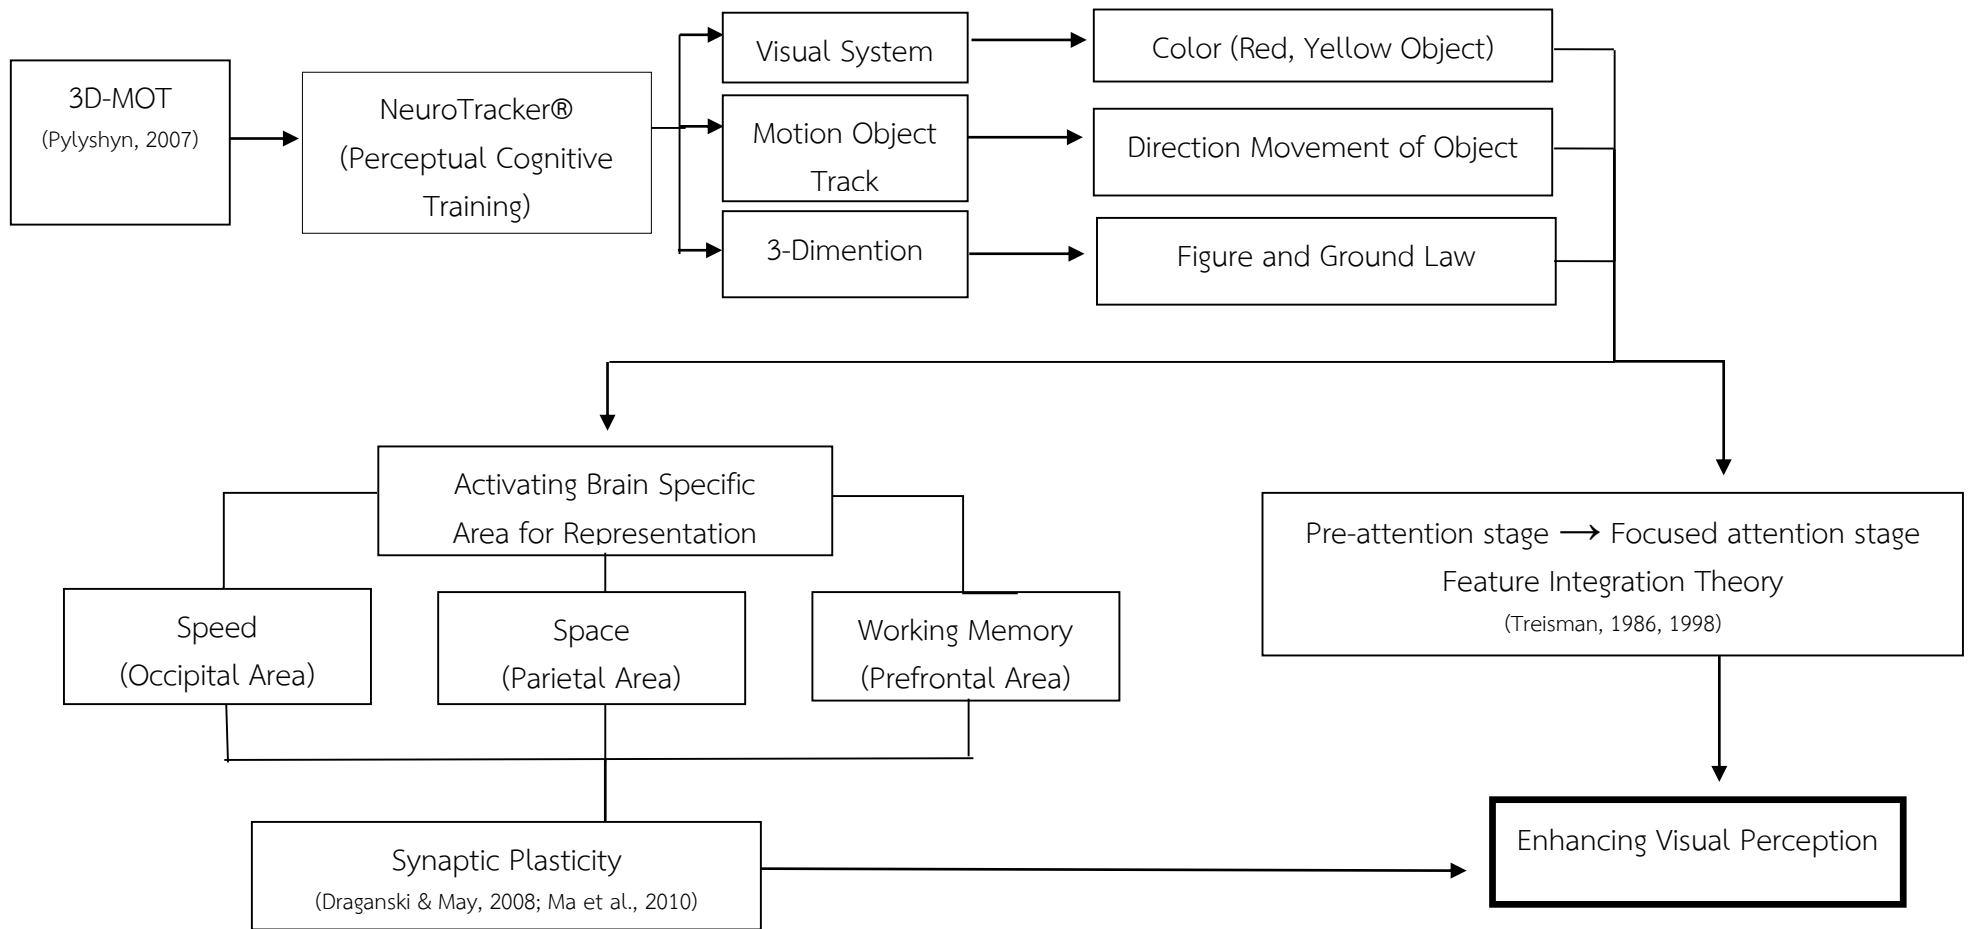 3D-MOT
(Pylyshyn, 2007)
NeuroTracker®
(Perceptual Cognitive
Training)
Visual System
Motion Object
Track
3-Dimention
Color (Red, Yellow Object)
Direction Movement of Object
Figure and Ground Law
Activating Brain Specific
Area for Representation
Speed
(Occipital Area)
Space
(Parietal Area)
Working Memory
(Prefrontal Area)
Synaptic Plasticity
(Draganski & May, 2008; Ma et al., 2010)
Pre-attention stage → Focused attention stage
Feature Integration Theory
(Treisman, 1986, 1998)
Enhancing Visual Perception